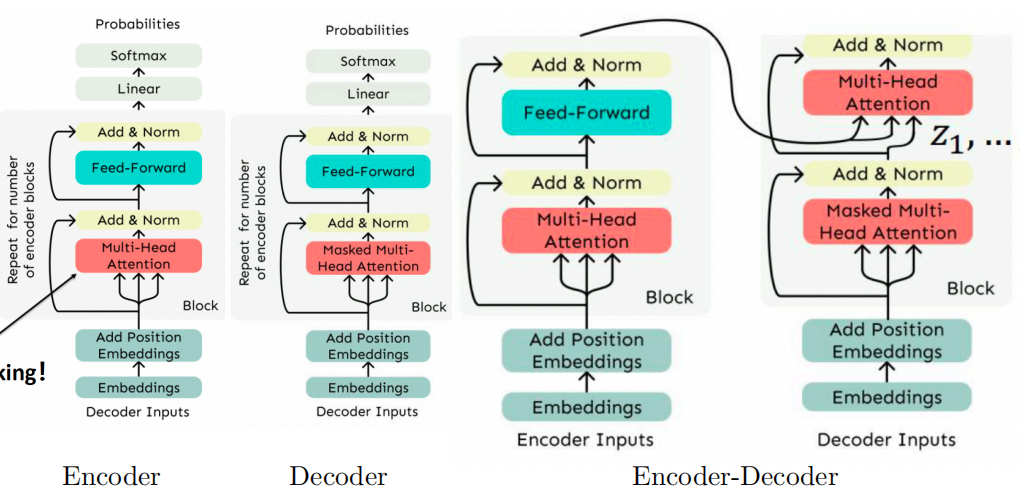 Probabilities
Softmax
Linear
Add & Norm
Feed-Forward
Add & Norm
Multi-Head
Attention
Repeat for number
of encoder blocks
Block
Add Position
Embeddings
Embeddings
Decoder Inputs
king!
Encoder
Probabilities
Softmax
Linear
Add & Norm
Feed-Forward
Add & Norm
Masked Multi-
Head Attention
Repeat for number
of encoder blocks
Block
Add Position
Embeddings
Embeddings
Decoder Inputs
Decoder
Add & Norm
Feed-Forward
Add & Norm
Multi-Head
Attention
Block
Add Position
Embeddings
Embeddings
Encoder Inputs
Add & Norm
Multi-Head
Attention
Z₁, ...
Add & Norm
Masked Multi-
Head Attention
Block
Add Position
Embeddings
Embeddings
Decoder Inputs
Encoder-Decoder